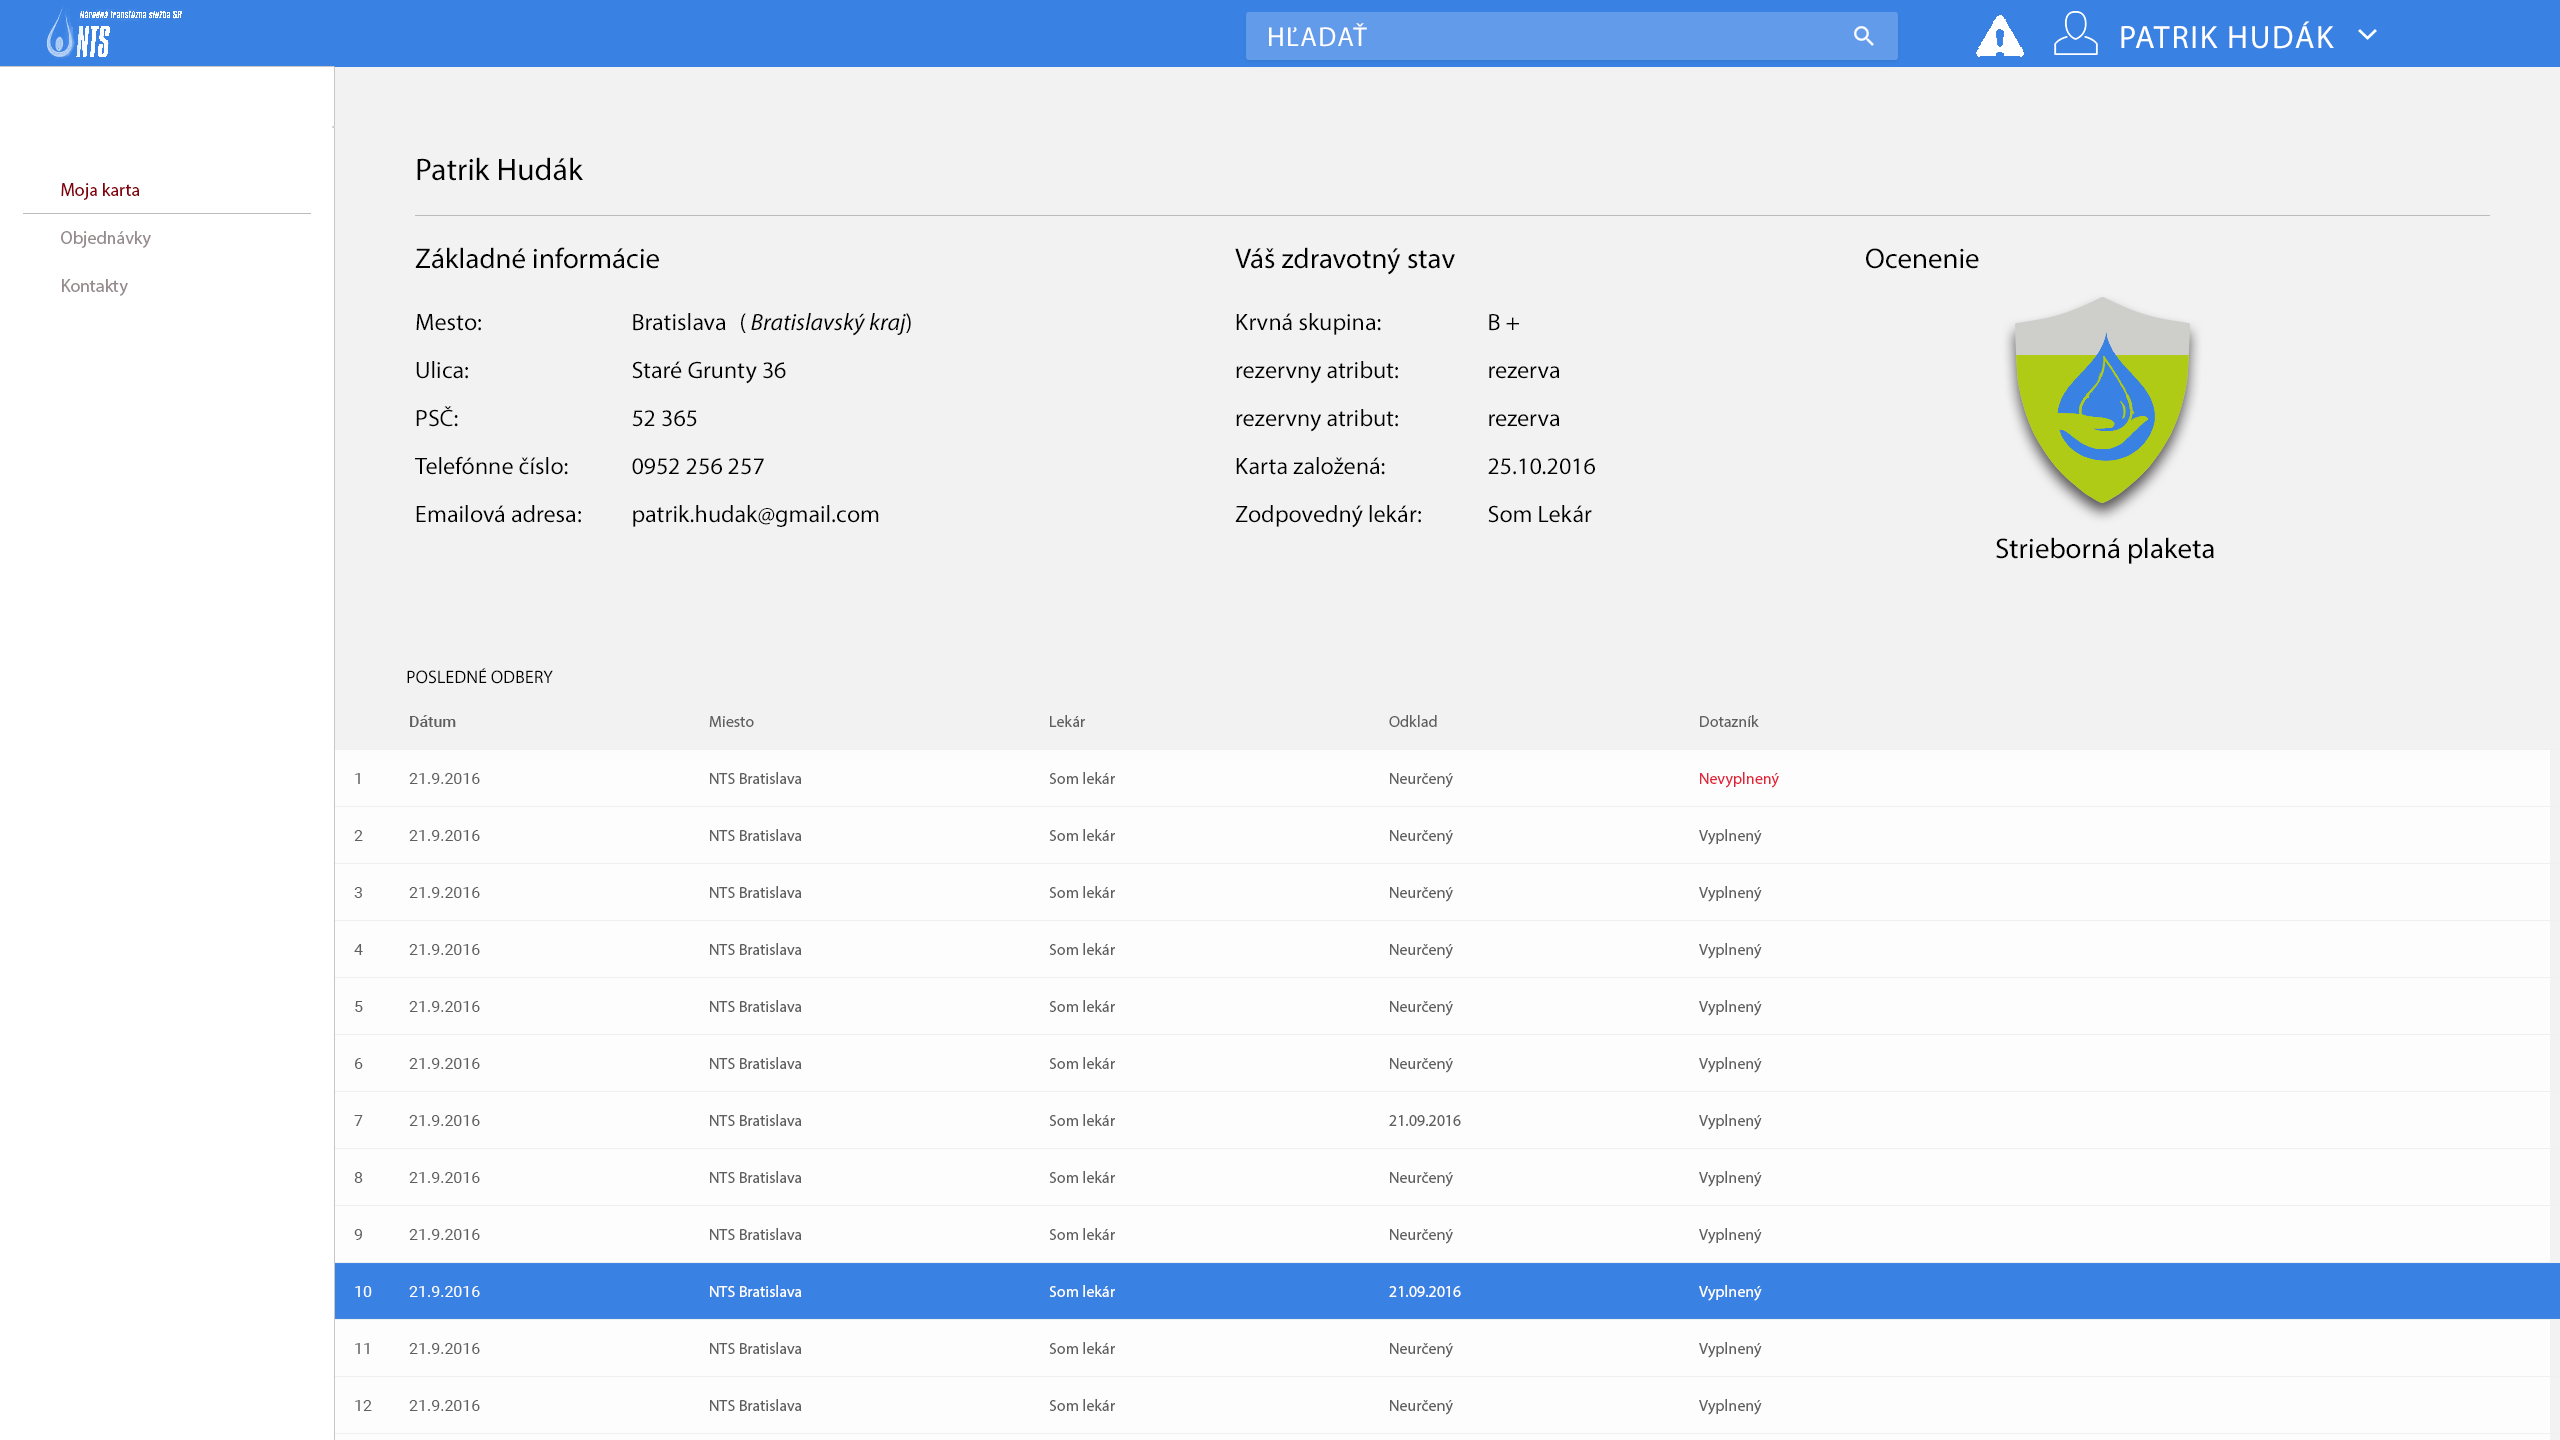 Národná transfúzna služba SR
NTS
HĽADAŤ
PATRIK HUDÁK
Moja karta
Objednávky
Kontakty
Patrik Hudák
Základné informácie
Mesto: Bratislava ( Bratislavský kraj)
Ulica: Staré Grunty 36
PSČ: 52 365
Telefónne číslo: 0952 256 257
Emailová adresa: patrik.hudak@gmail.com
Váš zdravotný stav
Krvná skupina: B +
rezervny atribut: rezerva
rezervny atribut: rezerva
Karta založená: 25.10.2016
Zodpovedný lekár: Som Lekár
Ocenenie
Strieborná plaketa
POSLEDNÉ ODBERY
Dátum Miesto Lekár Odklad Dotazník
1 21.9.2016 NTS Bratislava Som lekár Neurčený Nevyplnený
2 21.9.2016 NTS Bratislava Som lekár Neurčený Vyplnený
3 21.9.2016 NTS Bratislava Som lekár Neurčený Vyplnený
4 21.9.2016 NTS Bratislava Som lekár Neurčený Vyplnený
5 21.9.2016 NTS Bratislava Som lekár Neurčený Vyplnený
6 21.9.2016 NTS Bratislava Som lekár Neurčený Vyplnený
7 21.9.2016 NTS Bratislava Som lekár 21.09.2016 Vyplnený
8 21.9.2016 NTS Bratislava Som lekár Neurčený Vyplnený
9 21.9.2016 NTS Bratislava Som lekár Neurčený Vyplnený
10 21.9.2016 NTS Bratislava Som lekár 21.09.2016 Vyplnený
11 21.9.2016 NTS Bratislava Som lekár Neurčený Vyplnený
12 21.9.2016 NTS Bratislava Som lekár Neurčený Vyplnený